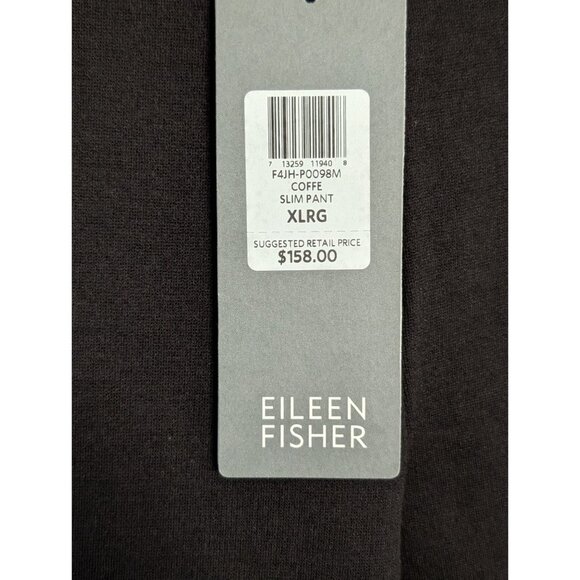 7 13259 11940 8
F4JH-P0098M
COFFE
SLIM PANT
XLRG
SUGGESTED RETAIL PRICE
$158.00
EILEEN
FISHER